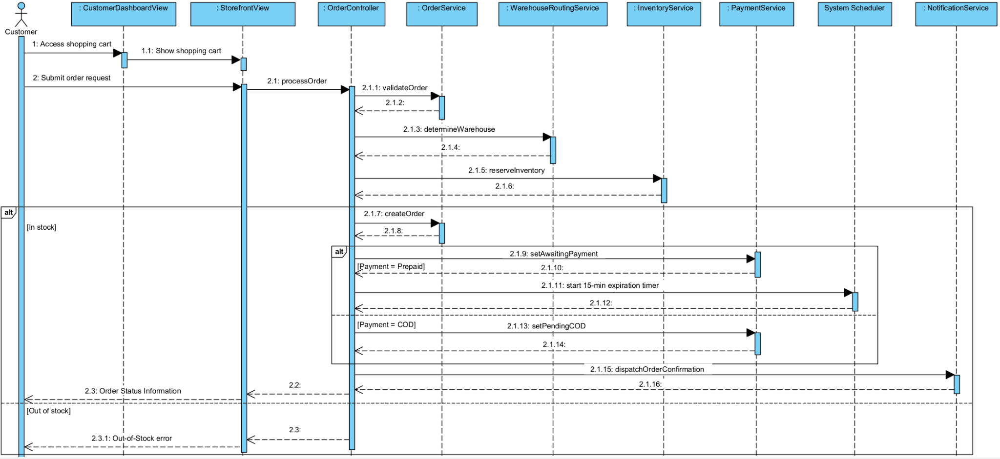 : CustomerDashboardView
: StorefrontView
: OrderController
: OrderService
: WarehouseRoutingService
: InventoryService
: PaymentService
System Scheduler
: NotificationService
Customer
1: Access shopping cart
1.1: Show shopping cart
2: Submit order request
2.1: processOrder
2.1.1: validateOrder
2.1.2:
2.1.3: determineWarehouse
2.1.4:
2.1.5: reserveInventory
2.1.6:
alt
[In stock]
2.1.7: createOrder
2.1.8:
alt
2.1.9: setAwaitingPayment
[Payment = Prepaid]
2.1.10:
2.1.11: start 15-min expiration timer
2.1.12:
[Payment = COD]
2.1.13: setPendingCOD
2.1.14:
2.1.15: dispatchOrderConfirmation
2.1.16:
2.2:
2.3: Order Status Information
[Out of stock]
2.3:
2.3.1: Out-of-Stock error